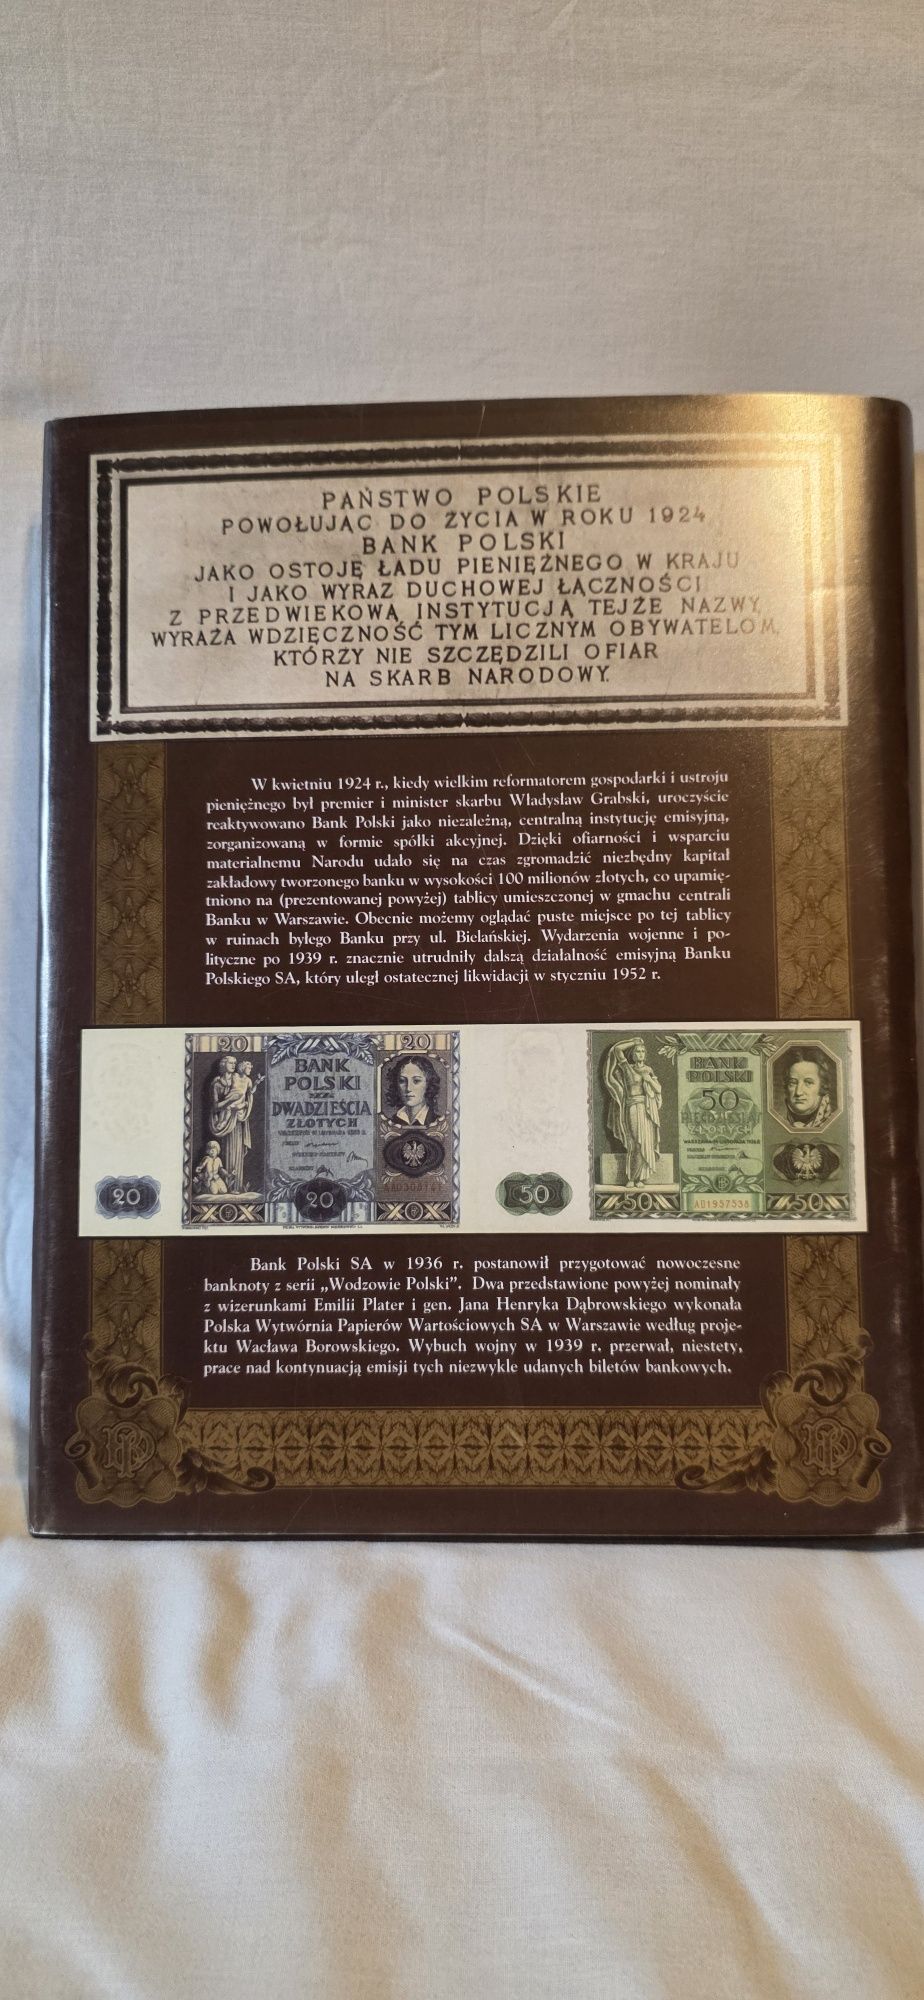 PAŃSTWO POLSKIE
POWOŁUJĄC DO ŻYCIA W ROKU 1924
BANK POLSKI
JAKO OSTOJĘ ŁADU PIENIĘŻNEGO W KRAJU
I JAKO WYRAZ DUCHOWEJ ŁĄCZNOŚCI
Z PRZEDWIEKOWĄ INSTYTUCJĄ TEJŻE NAZWY
WYRAŻA WDZIĘCZNOŚĆ TYM LICZNYM OBYWATELOM,
KTÓRZY NIE SZCZĘDZILI OFIAR
NA SKARB NARODOWY.
W kwietniu 1924 r., kiedy wielkim reformatorem gospodarki i ustroju
pieniężnego był premier i minister skarbu Władysław Grabski, uroczyście
reaktywowano Bank Polski jako niezależną, centralną instytucję emisyjną,
zorganizowaną w formie spółki akcyjnej. Dzięki ofiarności i wsparciu
materialnemu Narodu udało się na czas zgromadzić niezbędny kapitał
zakładowy tworzonego banku w wysokości 100 milionów złotych, co upamię-
tniono na (prezentowanej powyżej) tablicy umieszczonej w gmachu centrali
Banku w Warszawie. Obecnie możemy oglądać puste miejsce po tej tablicy
w ruinach byłego Banku przy ul. Bielańskiej. Wydarzenia wojenne i po-
lityczne po 1939 r. znacznie utrudniły dalszą działalność emisyjną Banku
Polskiego SA, który uległ ostatecznej likwidacji w styczniu 1952 r.
20 20
BANK
POLSKI
DWADZIEŚCIA
ZŁOTYCH
20
20
BANK
POLSKI
50
PIĘĆDZIESIĄT
ZŁOTYCH
AD1957538
50
50 50
Bank Polski SA w 1936 r. postanowił przygotować nowoczesne
banknoty z serii „Wodzowie Polski”. Dwa przedstawione powyżej nominały
z wizerunkami Emilii Plater i gen. Jana Henryka Dąbrowskiego wykonała
Polska Wytwórnia Papierów Wartościowych SA w Warszawie według proje-
ktu Wacława Borowskiego. Wybuch wojny w 1939 r. przerwał, niestety,
prace nad kontynuacją emisji tych niezwykle udanych biletów bankowych.